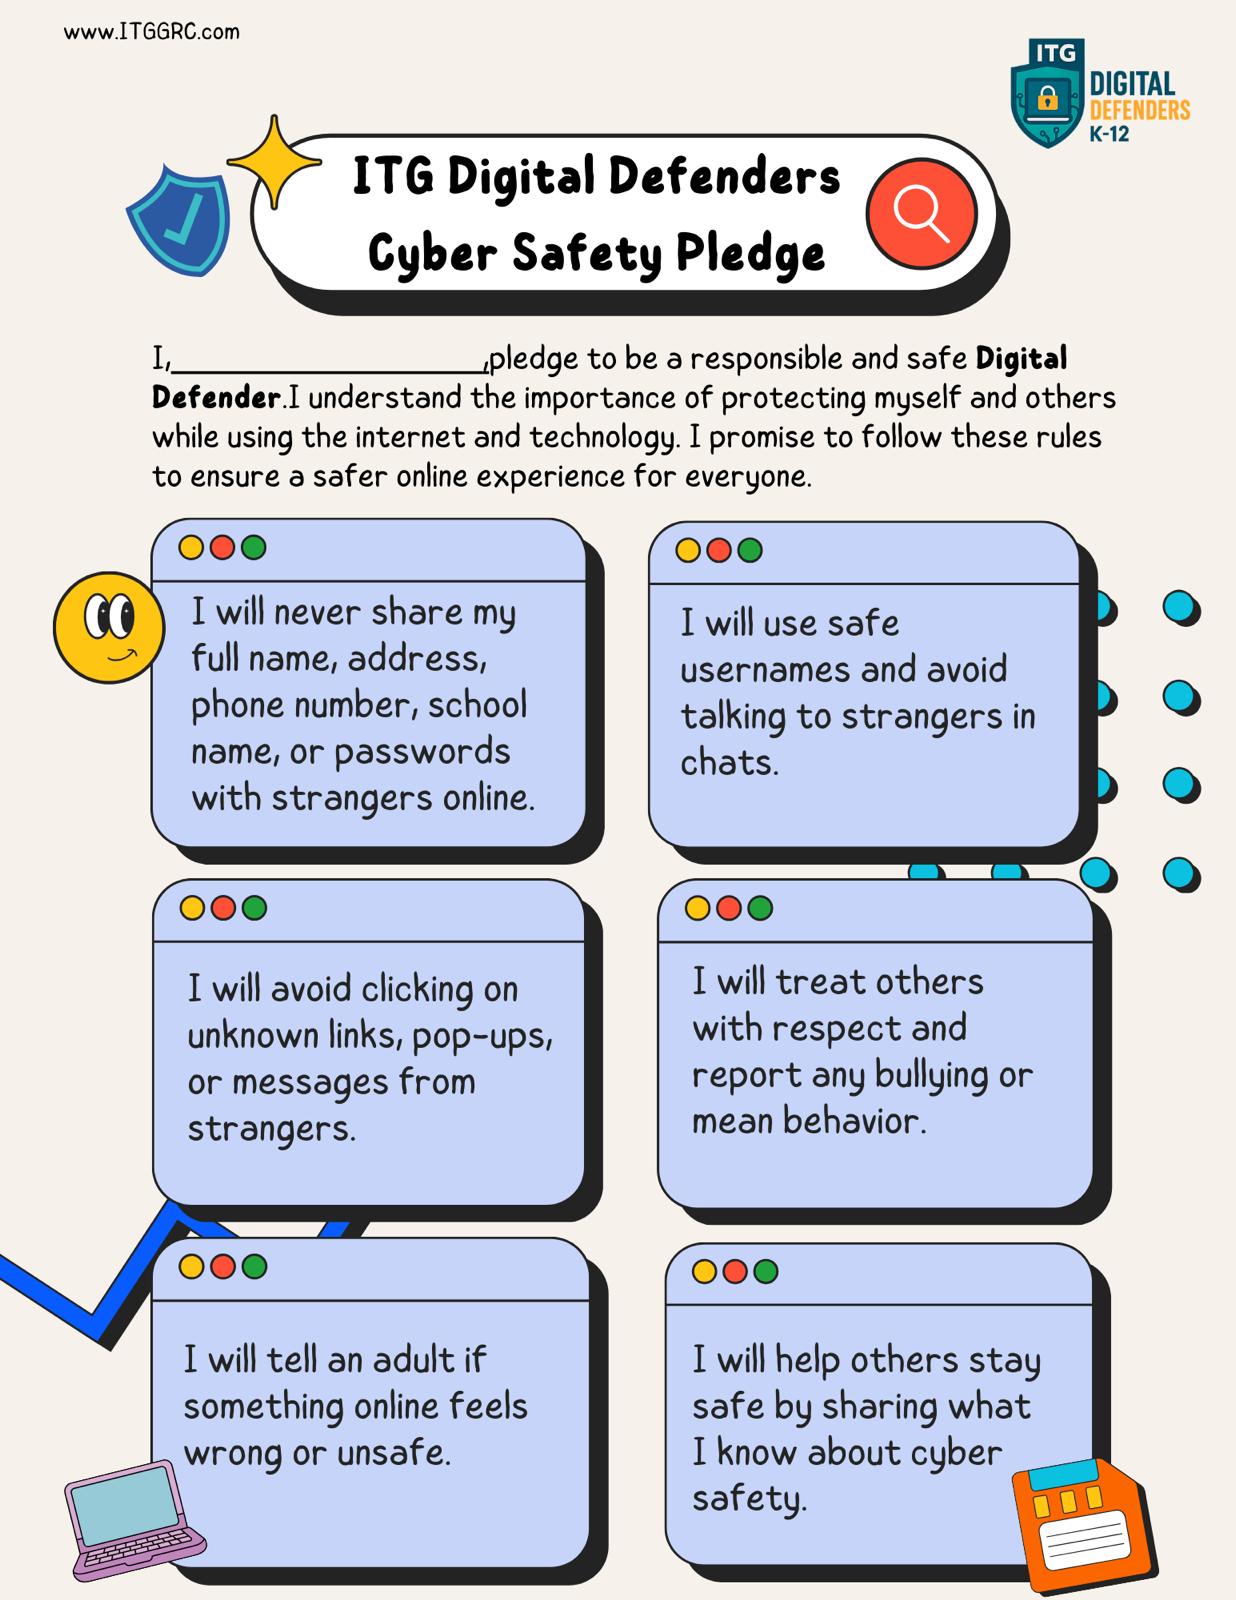 www.ITGGRC.com
ITG
DIGITAL
DEFENDERS
K-12
ITG Digital Defenders
Cyber Safety Pledge
I,____________________,pledge to be a responsible and safe Digital
Defender.I understand the importance of protecting myself and others
while using the internet and technology. I promise to follow these rules
to ensure a safer online experience for everyone.
I will never share my
full name, address,
phone number, school
name, or passwords
with strangers online.
I will use safe
usernames and avoid
talking to strangers in
chats.
I will avoid clicking on
unknown links, pop-ups,
or messages from
strangers.
I will treat others
with respect and
report any bullying or
mean behavior.
I will tell an adult if
something online feels
wrong or unsafe.
I will help others stay
safe by sharing what
I know about cyber
safety.